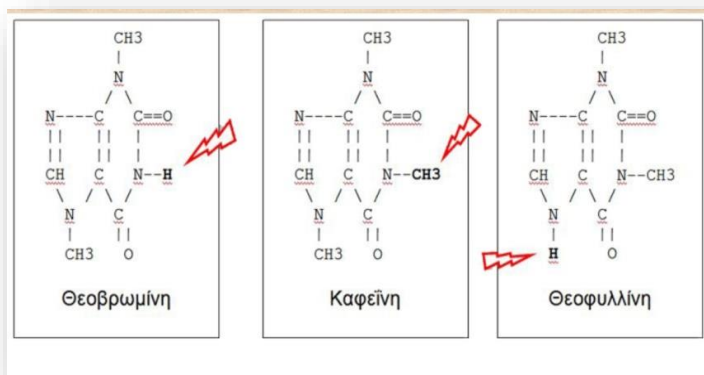 CH3
N
N----C C==O
CH C N--H
N C
CH3 O
Θεοβρωμίνη
CH3
N
N----C C==O
CH C N--CH3
N C
CH3 O
Καφεΐνη
CH3
N
N----C C==O
CH C N--CH3
N C
H O
Θεοφυλλίνη